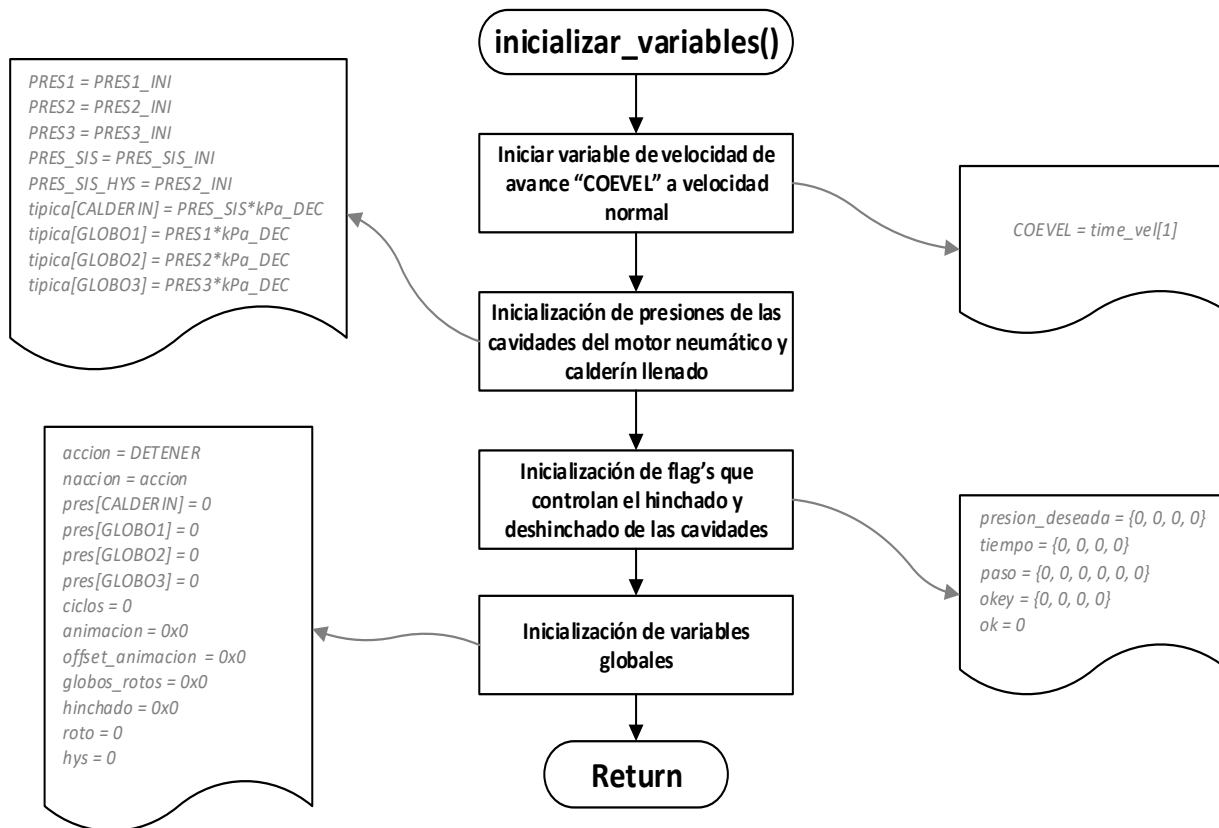 inicializar_variables()
PRES1 = PRES1_INI
PRES2 = PRES2_INI
PRES3 = PRES3_INI
PRES_SIS = PRES_SIS_INI
PRES_SIS_HYS = PRES2_INI
tipica[CALDERIN] = PRES_SIS*kPa_DEC
tipica[GLOBO1] = PRES1*kPa_DEC
tipica[GLOBO2] = PRES2*kPa_DEC
tipica[GLOBO3] = PRES3*kPa_DEC
Iniciar variable de velocidad de
avance “COEVEL” a velocidad
normal
COEVEL = time_vel[1]
Inicialización de presiones de las
cavidades del motor neumático y
calderín llenado
Inicialización de flag’s que
controlan el hinchado y
deshinchado de las cavidades
accion = DETENER
naccion = accion
pres[CALDERIN] = 0
pres[GLOBO1] = 0
pres[GLOBO2] = 0
pres[GLOBO3] = 0
ciclos = 0
animacion = 0x0
offset_animacion = 0x0
globos_rotos = 0x0
hinchado = 0x0
roto = 0
hys = 0
presion_deseada = {0, 0, 0, 0}
tiempo = {0, 0, 0, 0}
paso = {0, 0, 0, 0, 0, 0}
okey = {0, 0, 0, 0}
ok = 0
Inicialización de variables
globales
Return